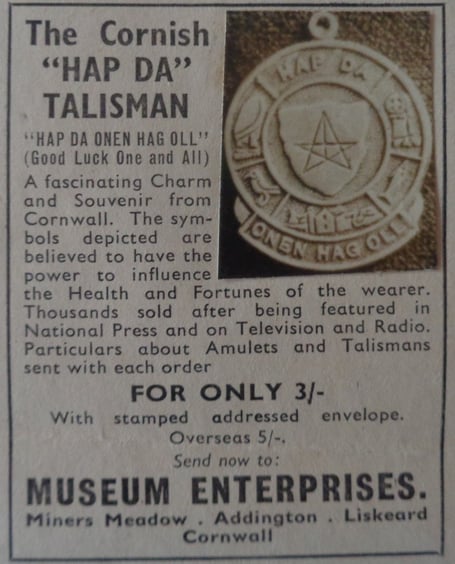 The Cornish
"HAP DA"
TALISMAN
"HAP DA ONEN HAG OLL"
(Good Luck One and All)
A fascinating Charm
and Souvenir from
Cornwall. The sym-
bols depicted are
believed to have the
power to influence
the Health and Fortunes of the wearer.
Thousands sold after being featured in
National Press and on Television and Radio.
Particulars about Amulets and Talismans
sent with each order
HAP DA
ONEN HAG OLL
FOR ONLY 3/-
With stamped addressed envelope.
Overseas 5/-.
Send now to:
MUSEUM ENTERPRISES.
Miners Meadow . Addington . Liskeard
Cornwall